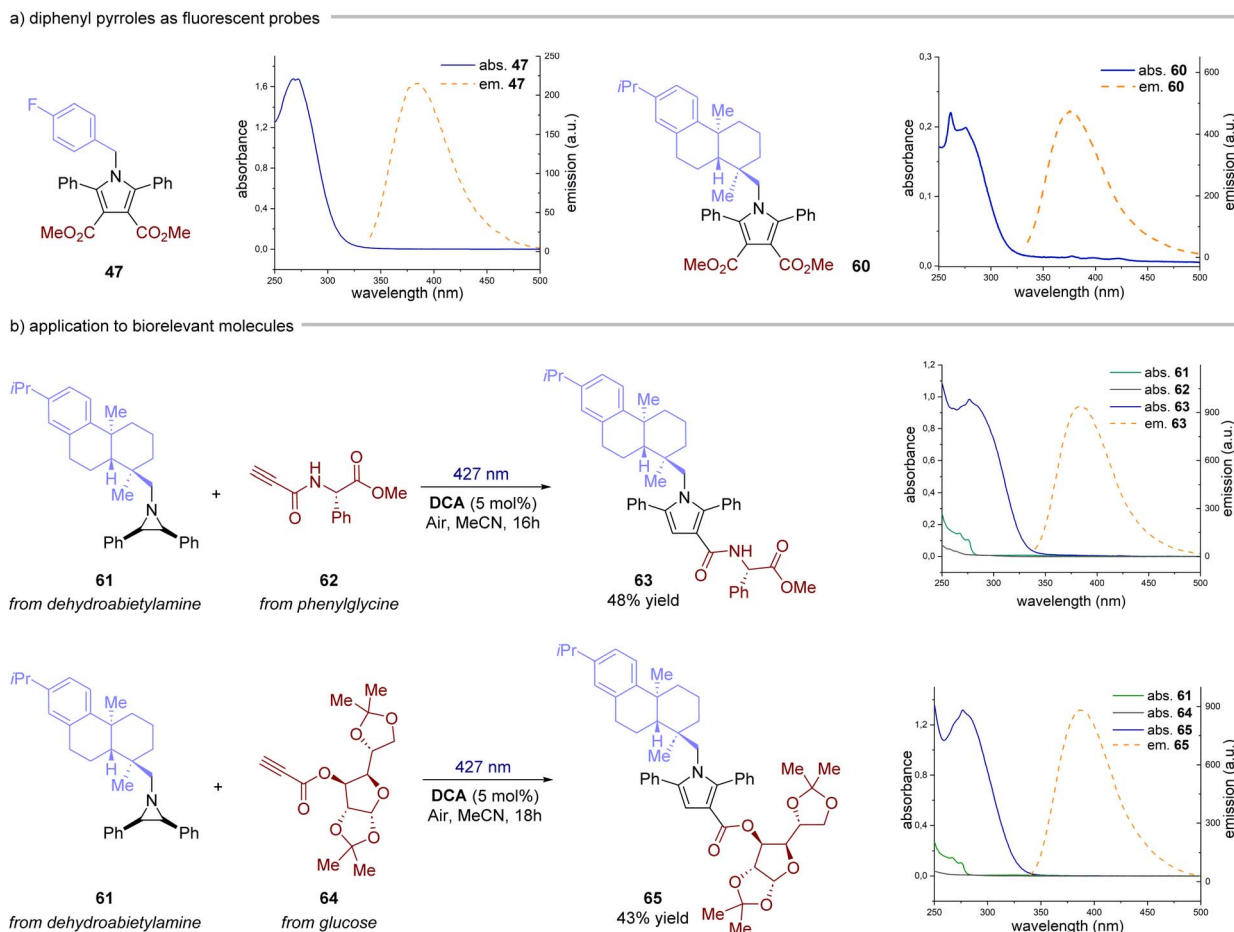 a) diphenyl pyrroles as fluorescent probes
F
N
Ph
Ph
MeO2C
CO2Me
47
absorbance
1,6
1,2
0,8
0,4
0,0
250 300 350 400 450 500
wavelength (nm)
abs. 47
em. 47
250
200
150
100
50
0
emission (a.u.)
iPr
Me
H
Me
N
Ph
Ph
MeO2C
CO2Me
60
absorbance
0,3
0,2
0,1
0,0
250 300 350 400 450 500
wavelength (nm)
abs. 60
em. 60
600
400
200
0
emission (a.u.)
b) application to biorelevant molecules
iPr
Me
H
Me
N
Ph
Ph
61
from dehydroabietylamine
+
H
N
O
O
OMe
Ph
62
from phenylglycine
427 nm
DCA (5 mol%)
Air, MeCN, 16h
iPr
Me
H
Me
N
Ph
Ph
O
H
N
O
OMe
Ph
63
48% yield
absorbance
1,2
1,0
0,8
0,6
0,4
0,2
0,0
250 300 350 400 450 500
wavelength (nm)
abs. 61
abs. 62
abs. 63
em. 63
900
600
300
0
emission (a.u.)
iPr
Me
H
Me
N
Ph
Ph
61
from dehydroabietylamine
+
Me
Me
O
O
O
O
O
O
O
Me
Me
64
from glucose
427 nm
DCA (5 mol%)
Air, MeCN, 18h
iPr
Me
H
Me
N
Ph
Ph
Me
Me
O
O
O
O
O
O
O
Me
Me
65
43% yield
absorbance
1,2
0,8
0,4
0,0
250 300 350 400 450 500
wavelength (nm)
abs. 61
abs. 64
abs. 65
em. 65
900
600
300
0
emission (a.u.)